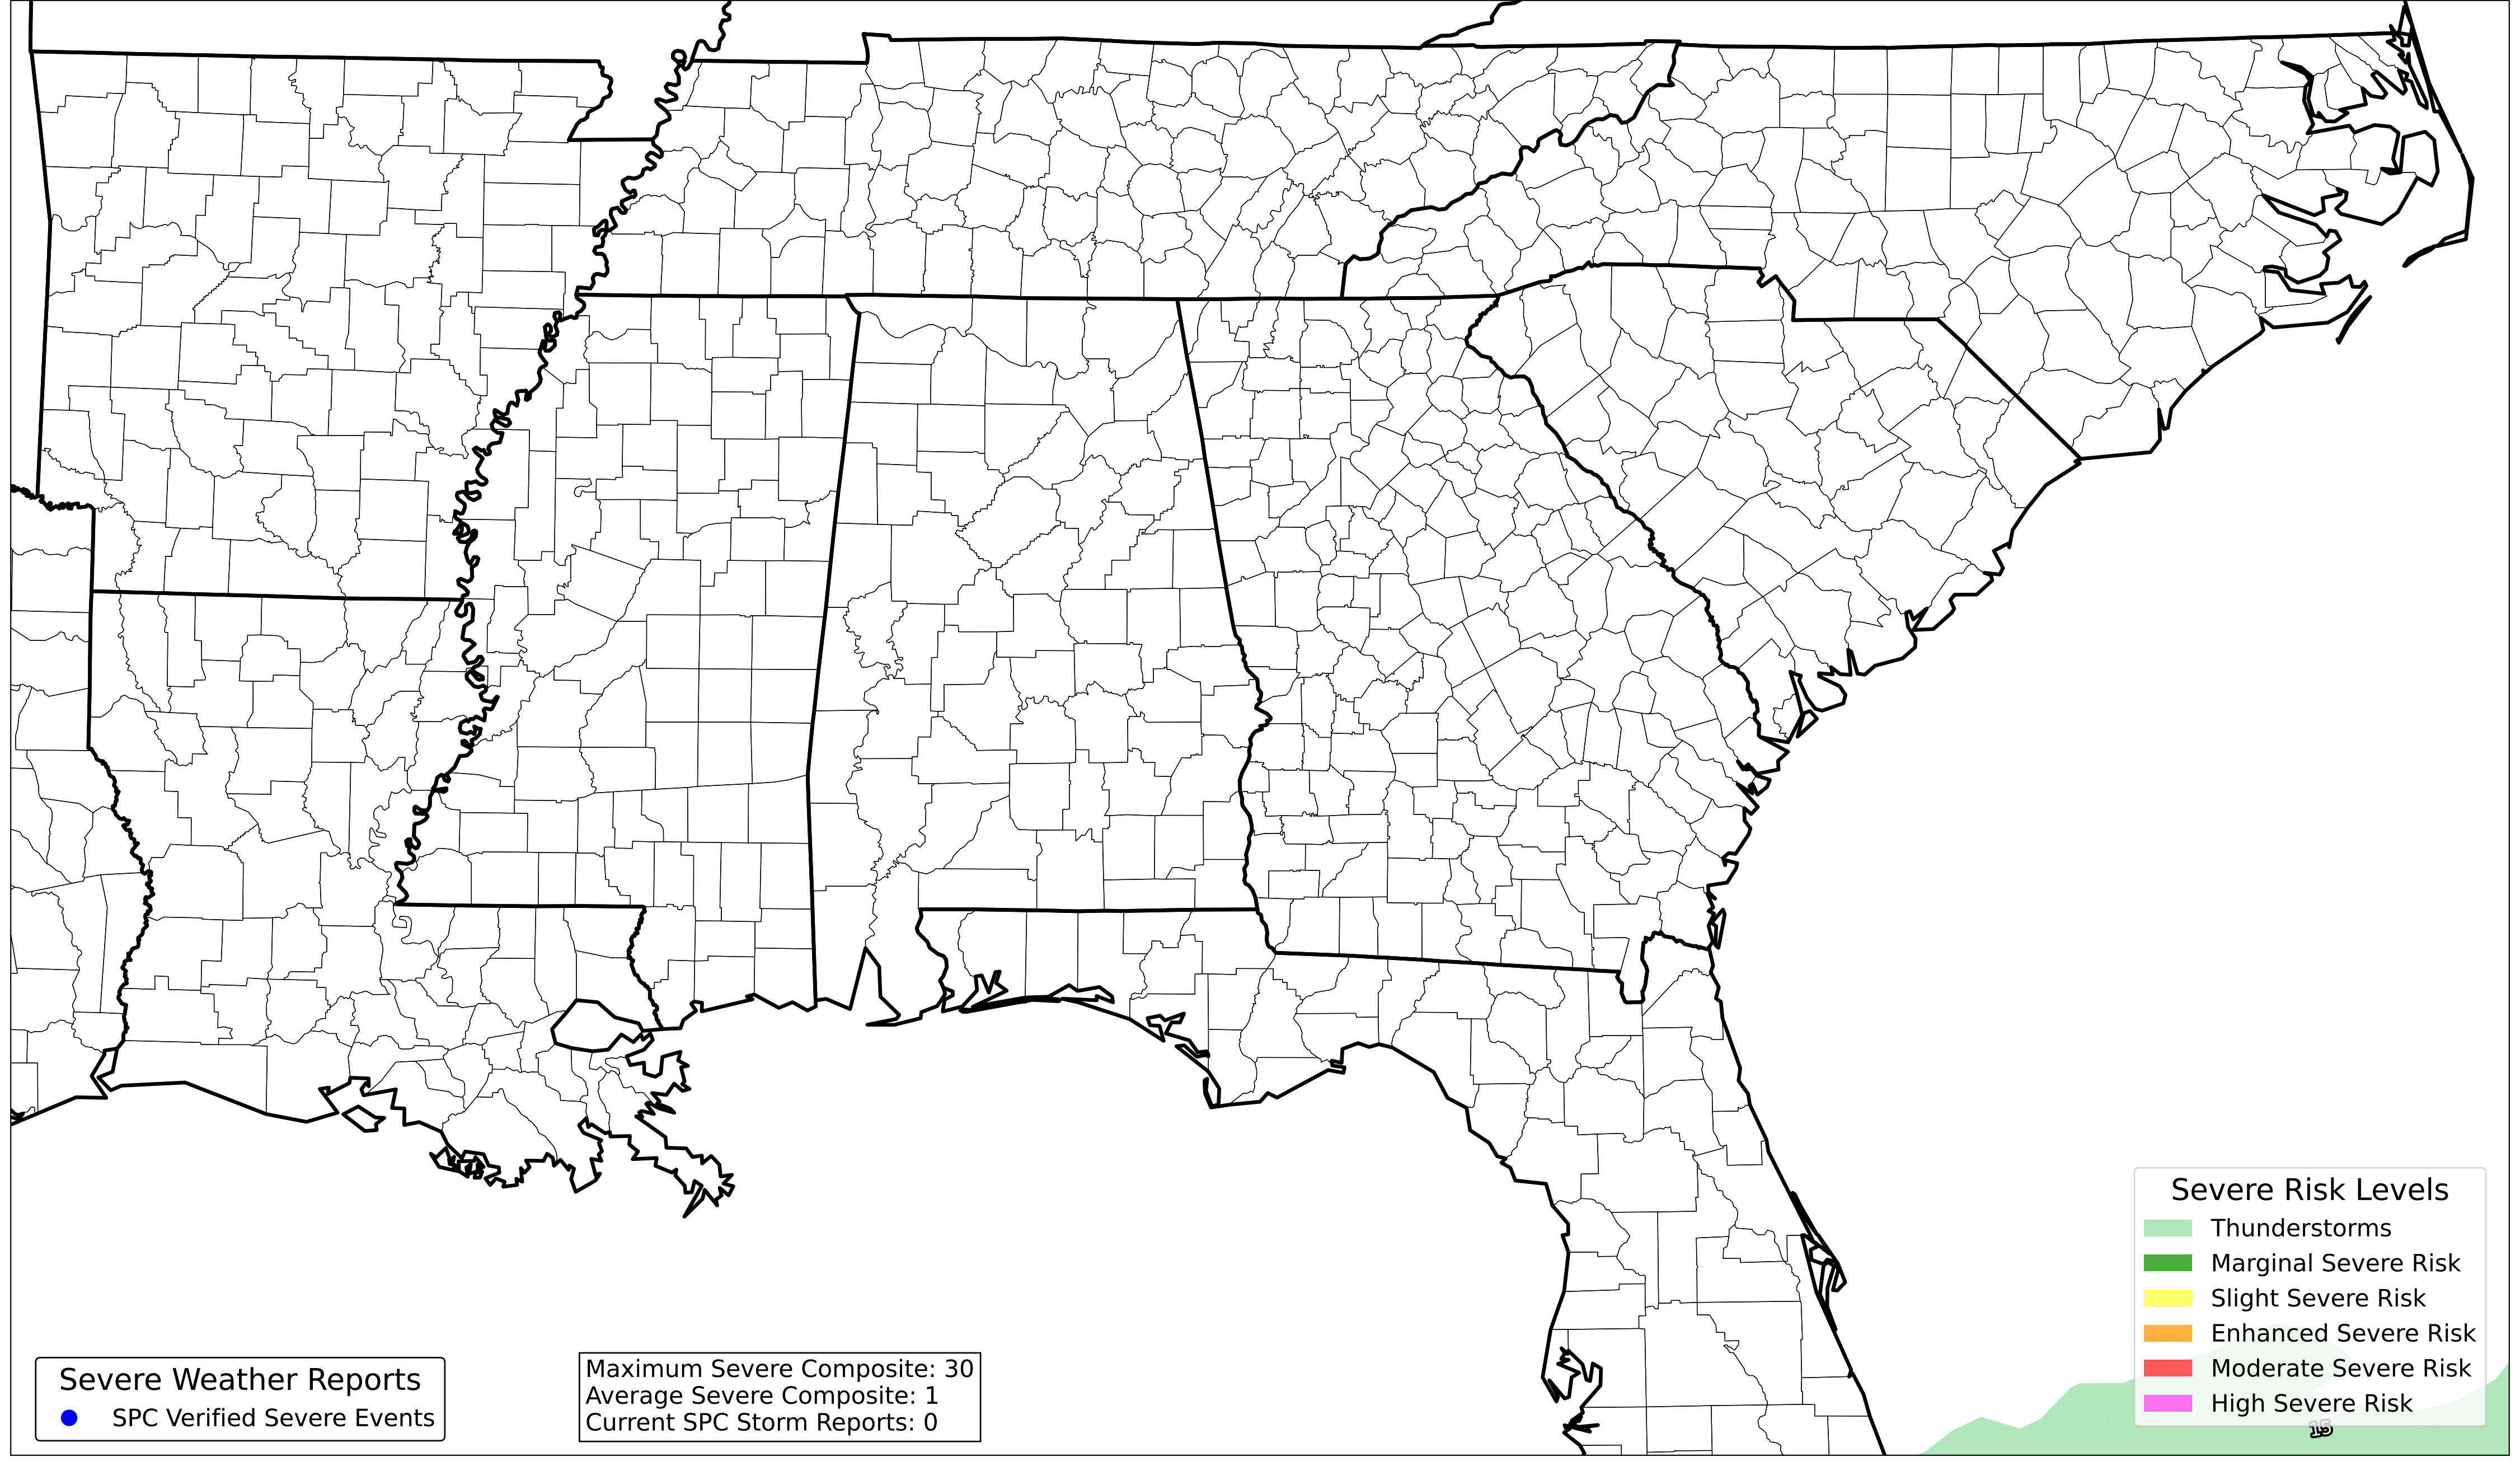 Severe Risk Levels
Thunderstorms
Marginal Severe Risk
Slight Severe Risk
Enhanced Severe Risk
Moderate Severe Risk
High Severe Risk
15
Severe Weather Reports
SPC Verified Severe Events
Maximum Severe Composite: 30
Average Severe Composite: 1
Current SPC Storm Reports: 0